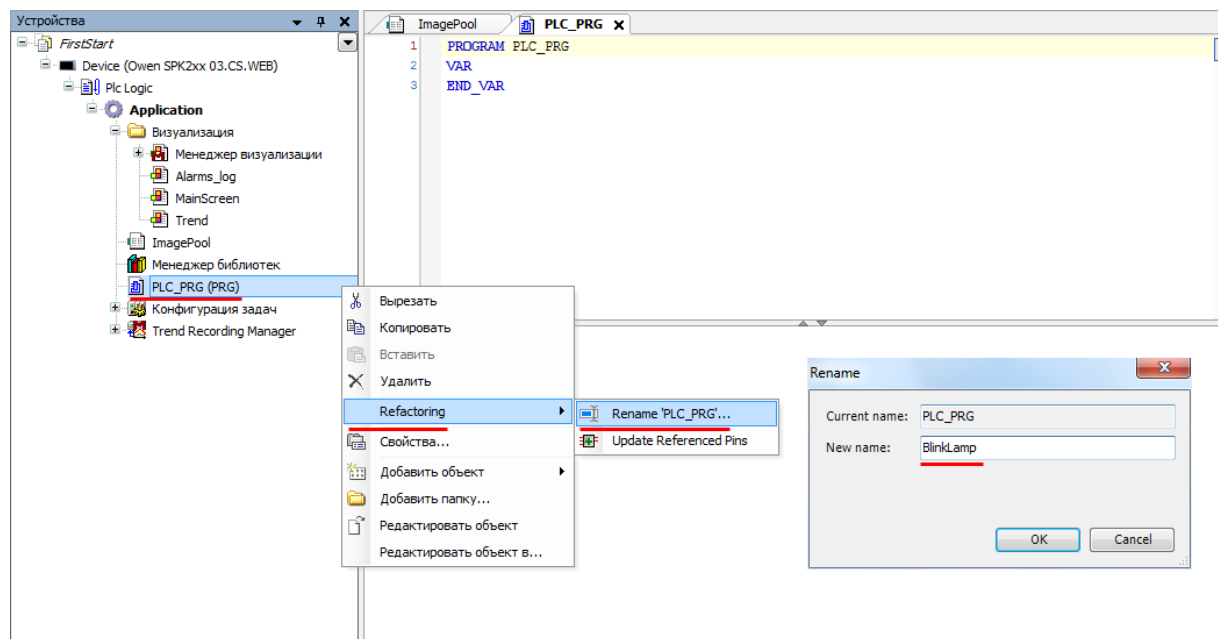 Устройства
FirstStart
Device (Owen SPK2xx 03.CS.WEB)
Plc Logic
Application
Визуализация
Менеджер визуализации
Alarms_log
MainScreen
Trend
ImagePool
Менеджер библиотек
PLC_PRG (PRG)
Конфигурация задач
Trend Recording Manager
ImagePool
PLC_PRG
1 PROGRAM PLC_PRG
2 VAR
3 END_VAR
Вырезать
Копировать
Вставить
Удалить
Refactoring
Свойства...
Добавить объект
Добавить папку...
Редактировать объект
Редактировать объект в...
Rename 'PLC_PRG'...
Update Referenced Pins
Rename
Current name: PLC_PRG
New name: BlinkLamp
OK Cancel